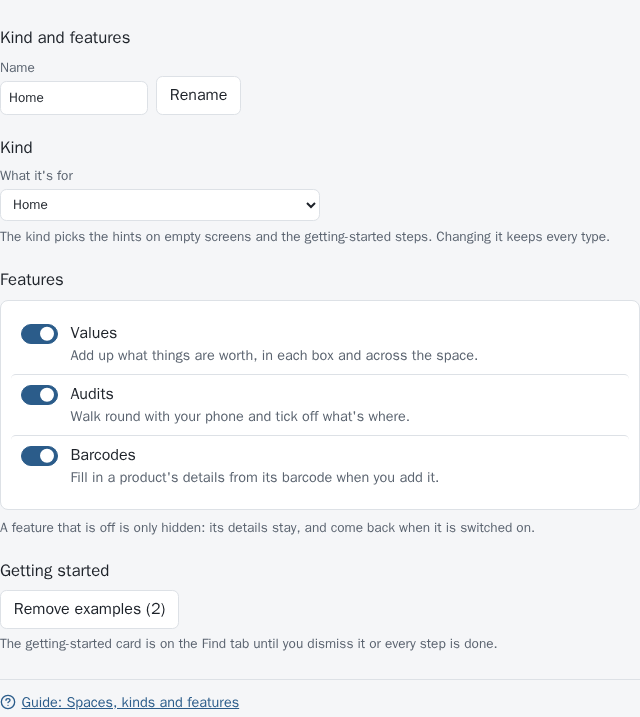 Kind and features
Name
Home
Rename
Kind
What it's for
Home
The kind picks the hints on empty screens and the getting-started steps. Changing it keeps every type.
Features
Values
Add up what things are worth, in each box and across the space.
Audits
Walk round with your phone and tick off what's where.
Barcodes
Fill in a product's details from its barcode when you add it.
A feature that is off is only hidden: its details stay, and come back when it is switched on.
Getting started
Remove examples (2)
The getting-started card is on the Find tab until you dismiss it or every step is done.
Guide: Spaces, kinds and features